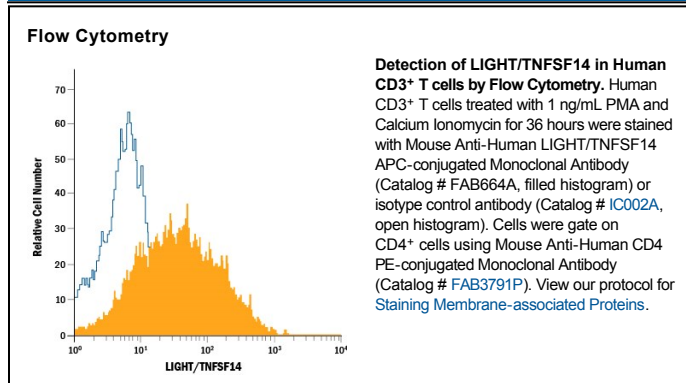 Flow Cytometry
Detection of LIGHT/TNFSF14 in Human
CD3⁺ T cells by Flow Cytometry. Human
CD3⁺ T cells treated with 1 ng/mL PMA and
Calcium Ionomycin for 36 hours were stained
with Mouse Anti-Human LIGHT/TNFSF14
APC-conjugated Monoclonal Antibody
(Catalog # FAB664A, filled histogram) or
isotype control antibody (Catalog # IC002A,
open histogram). Cells were gate on
CD4⁺ cells using Mouse Anti-Human CD4
PE-conjugated Monoclonal Antibody
(Catalog # FAB3791P). View our protocol for
Staining Membrane-associated Proteins.
Relative Cell Number
70
60
50
40
30
20
10
0
10⁰ 10¹ 10² 10³ 10⁴
LIGHT/TNFSF14